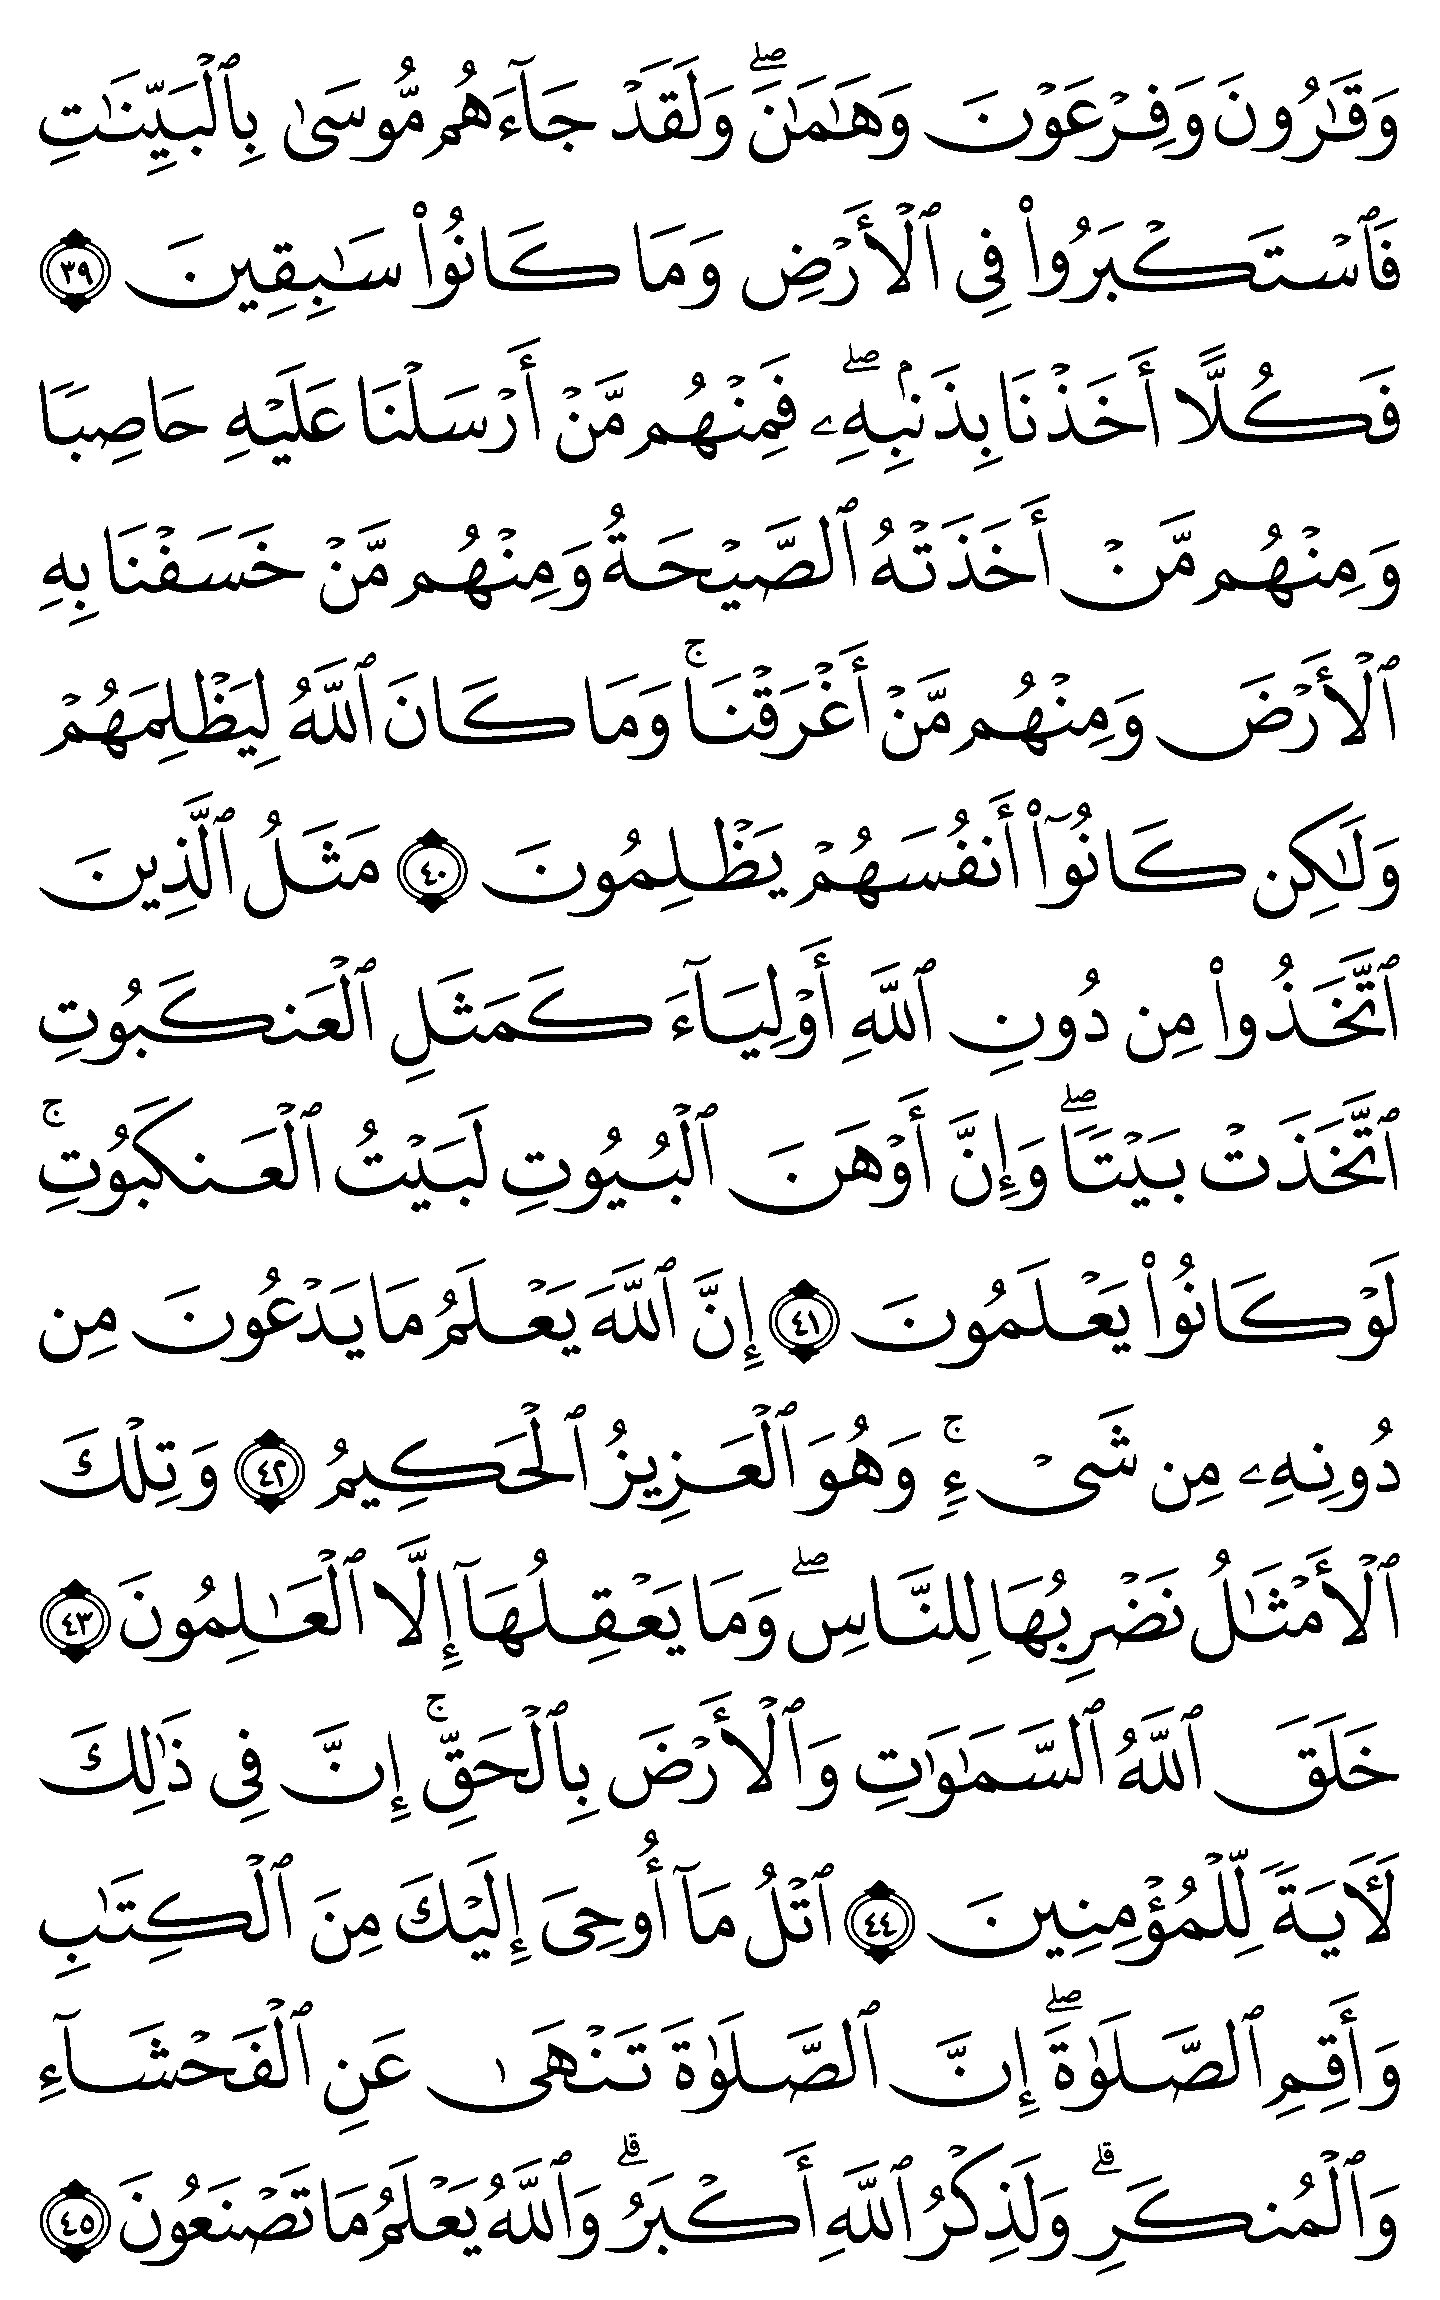 وَقَٰرُونَ وَفِرْعَوْنَ وَهَٰمَٰنَ ۖ وَلَقَدْ جَآءَهُم مُّوسَىٰ بِٱلْبَيِّنَٰتِ
فَٱسْتَكْبَرُوا۟ فِى ٱلْأَرْضِ وَمَا كَانُوا۟ سَٰبِقِينَ ٣٩
فَكُلًّا أَخَذْنَا بِذَنۢبِهِۦ ۖ فَمِنْهُم مَّنْ أَرْسَلْنَا عَلَيْهِ حَاصِبًا
وَمِنْهُم مَّنْ أَخَذَتْهُ ٱلصَّيْحَةُ وَمِنْهُم مَّنْ خَسَفْنَا بِهِ
ٱلْأَرْضَ وَمِنْهُم مَّنْ أَغْرَقْنَا ۚ وَمَا كَانَ ٱللَّهُ لِيَظْلِمَهُمْ
وَلَٰكِن كَانُوٓا۟ أَنفُسَهُمْ يَظْلِمُونَ ٤٠ مَثَلُ ٱلَّذِينَ
ٱتَّخَذُوا۟ مِن دُونِ ٱللَّهِ أَوْلِيَآءَ كَمَثَلِ ٱلْعَنكَبُوتِ
ٱتَّخَذَتْ بَيْتًا ۖ وَإِنَّ أَوْهَنَ ٱلْبُيُوتِ لَبَيْتُ ٱلْعَنكَبُوتِ ۚ
لَوْ كَانُوا۟ يَعْلَمُونَ ٤١ إِنَّ ٱللَّهَ يَعْلَمُ مَا يَدْعُونَ مِن
دُونِهِۦ مِن شَىْءٍ ۚ وَهُوَ ٱلْعَزِيزُ ٱلْحَكِيمُ ٤٢ وَتِلْكَ
ٱلْأَمْثَٰلُ نَضْرِبُهَا لِلنَّاسِ ۖ وَمَا يَعْقِلُهَآ إِلَّا ٱلْعَٰلِمُونَ ٤٣
خَلَقَ ٱللَّهُ ٱلسَّمَٰوَٰتِ وَٱلْأَرْضَ بِٱلْحَقِّ ۚ إِنَّ فِى ذَٰلِكَ
لَءَايَةً لِّلْمُؤْمِنِينَ ٤٤ ٱتْلُ مَآ أُوحِىَ إِلَيْكَ مِنَ ٱلْكِتَٰبِ
وَأَقِمِ ٱلصَّلَوٰةَ ۖ إِنَّ ٱلصَّلَوٰةَ تَنْهَىٰ عَنِ ٱلْفَحْشَآءِ
وَٱلْمُنكَرِ ۗ وَلَذِكْرُ ٱللَّهِ أَكْبَرُ ۗ وَٱللَّهُ يَعْلَمُ مَا تَصْنَعُونَ ٤٥